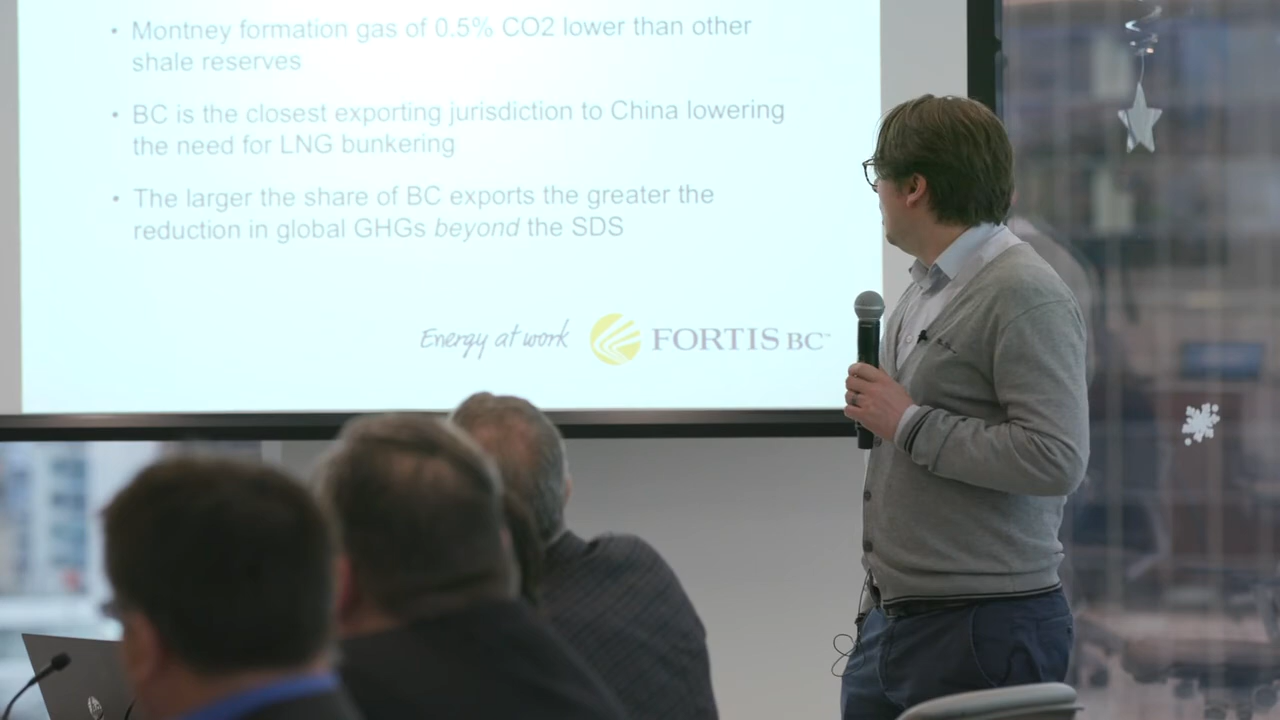 • Montney formation gas of 0.5% CO2 lower than other
shale reserves
• BC is the closest exporting jurisdiction to China lowering
the need for LNG bunkering
• The larger the share of BC exports the greater the
reduction in global GHGs beyond the SDS
Energy at work FORTIS BC™